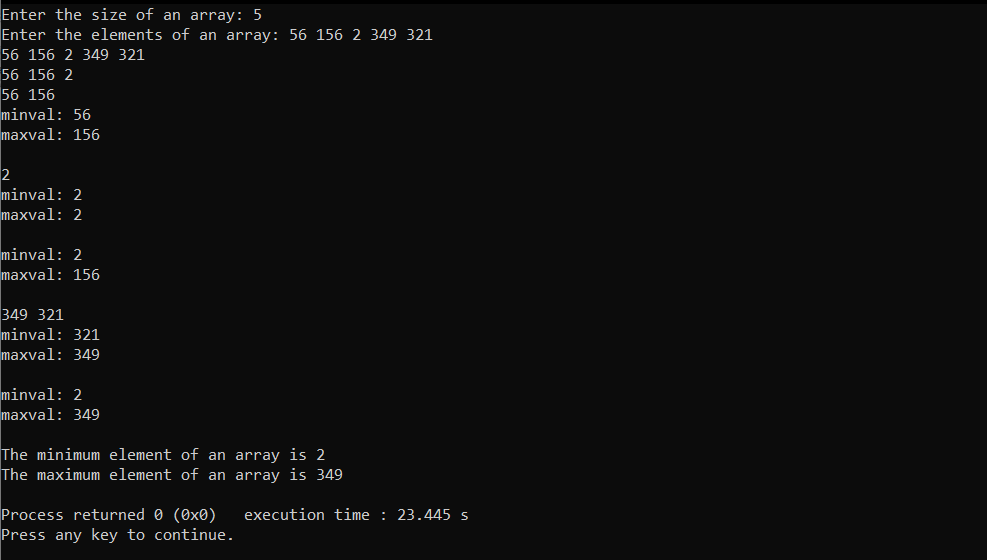 Enter the size of an array: 5
Enter the elements of an array: 56 156 2 349 321
56 156 2 349 321
56 156 2
56 156
minval: 56
maxval: 156
2
minval: 2
maxval: 2
minval: 2
maxval: 156
349 321
minval: 321
maxval: 349
minval: 2
maxval: 349
The minimum element of an array is 2
The maximum element of an array is 349
Process returned 0 (0x0)   execution time : 23.445 s
Press any key to continue.